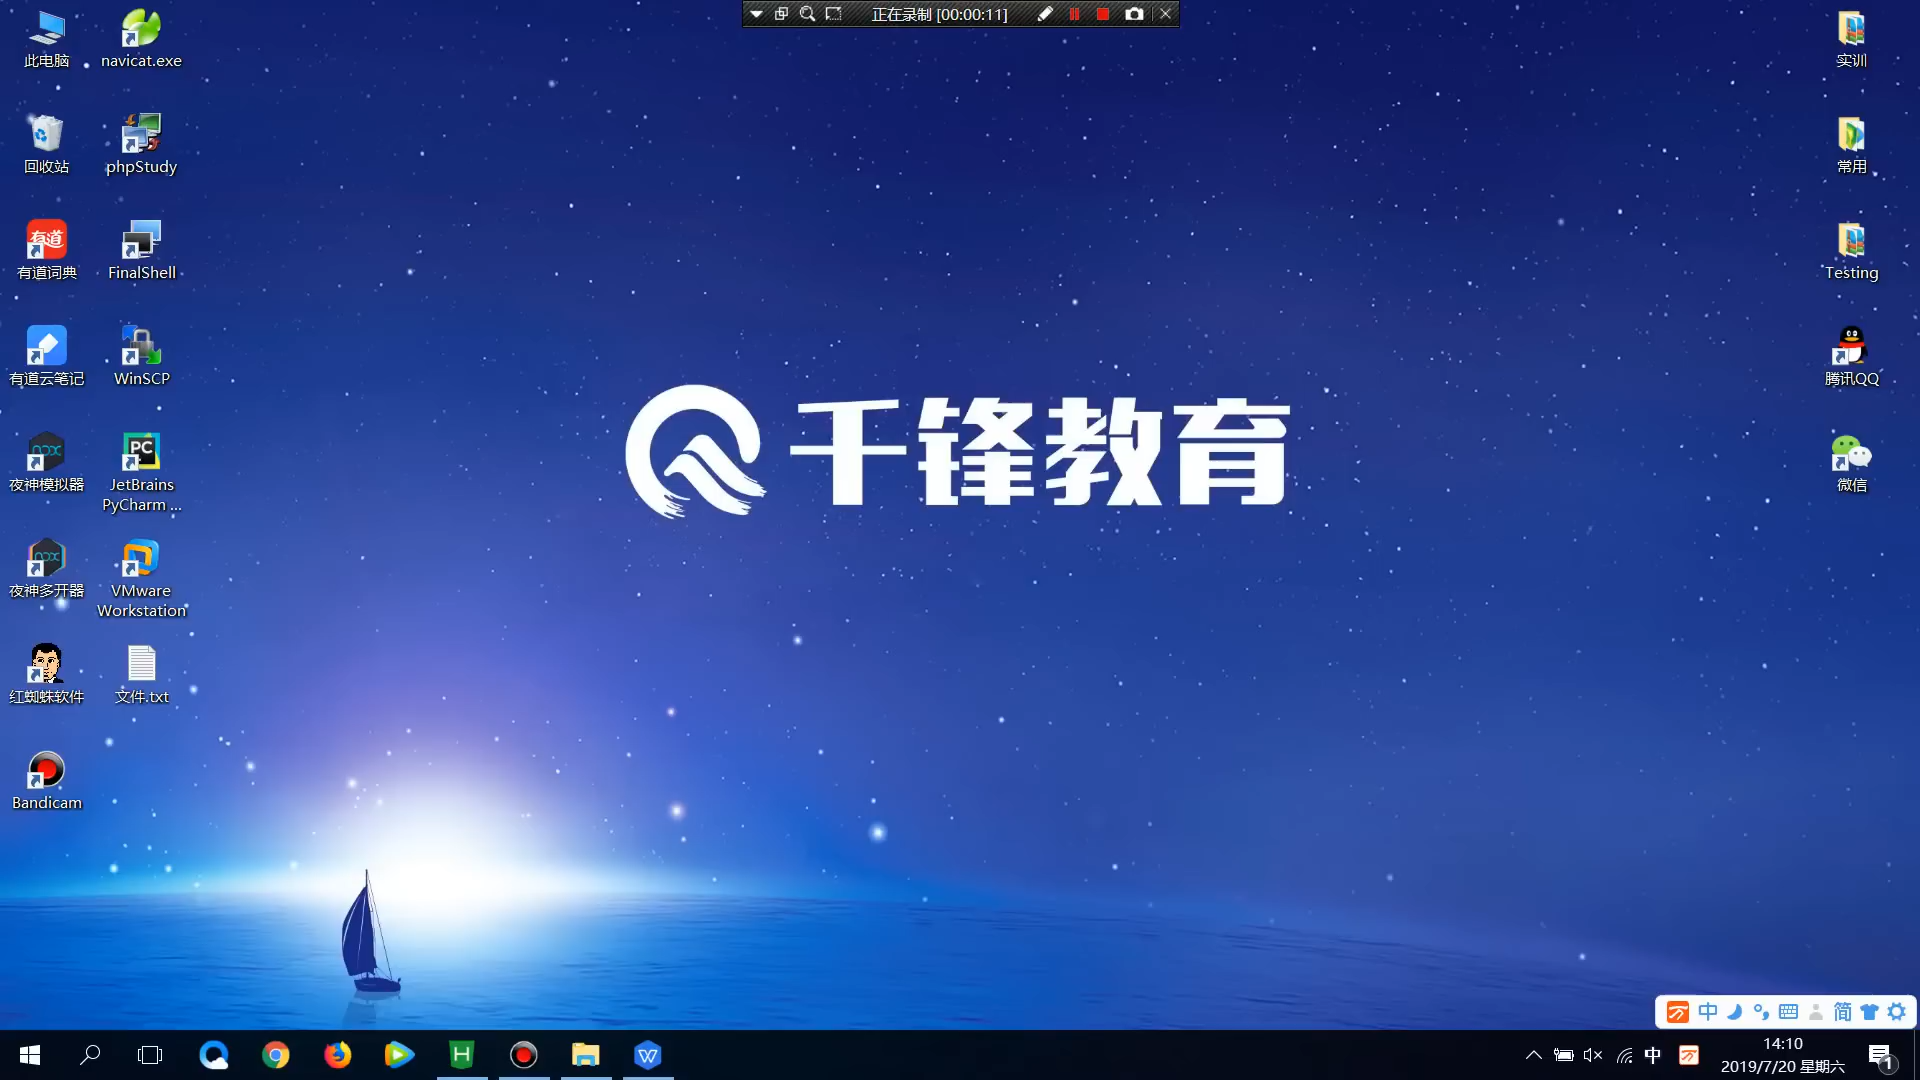 正在录制 [00:00:11]
此电脑
navicat.exe
回收站
phpStudy
有道词典
FinalShell
有道云笔记
WinSCP
夜神模拟器
JetBrains
PyCharm ...
夜神多开器
VMware
Workstation
红蜘蛛软件
文件.txt
Bandicam
千锋教育
实训
常用
Testing
腾讯QQ
微信
中
简
中
14:10
2019/7/20 星期六
1